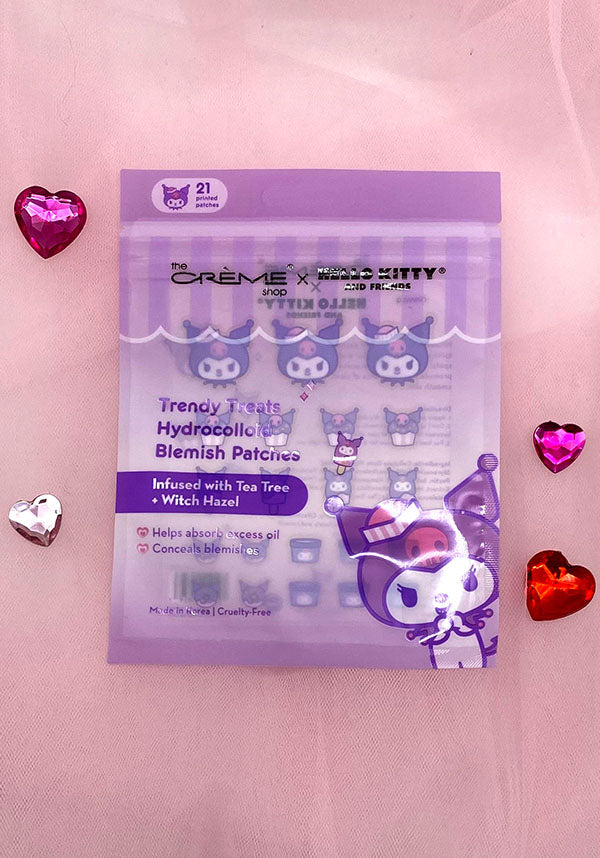 21
printed
patches
the
CRÈME®
shop
x HELLO KITTY®
AND FRIENDS
Trendy Treats
Hydrocolloid
Blemish Patches
Infused with Tea Tree
+ Witch Hazel
Helps absorb excess oil
Conceals blemishes
Made in Korea | Cruelty-Free